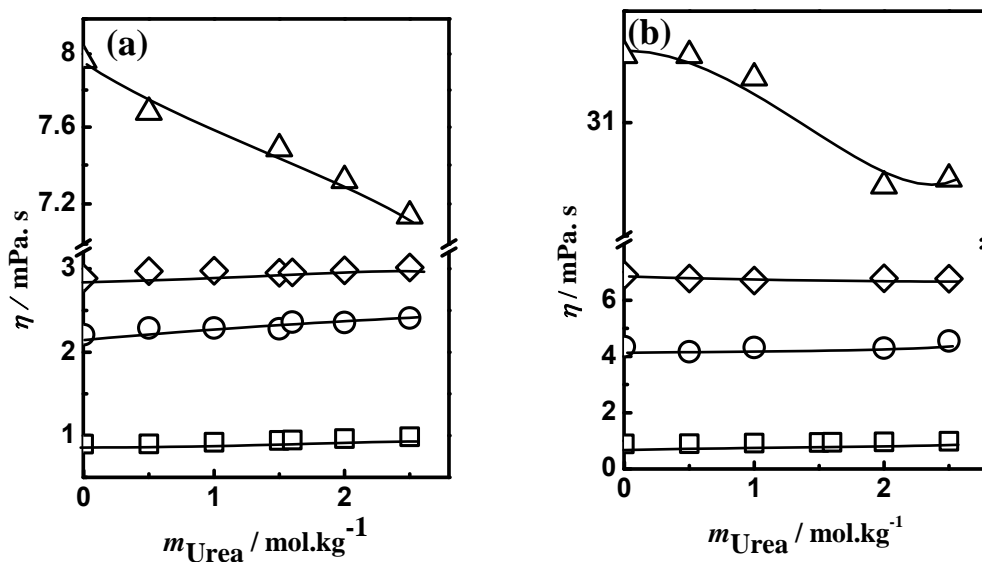 (a)
8
7.6
7.2
3
2
1
η / mPa. s
0 1 2
mUrea / mol.kg-1
(b)
31
6
4
2
0
η / mPa. s
0 1 2
mUrea / mol.kg-1